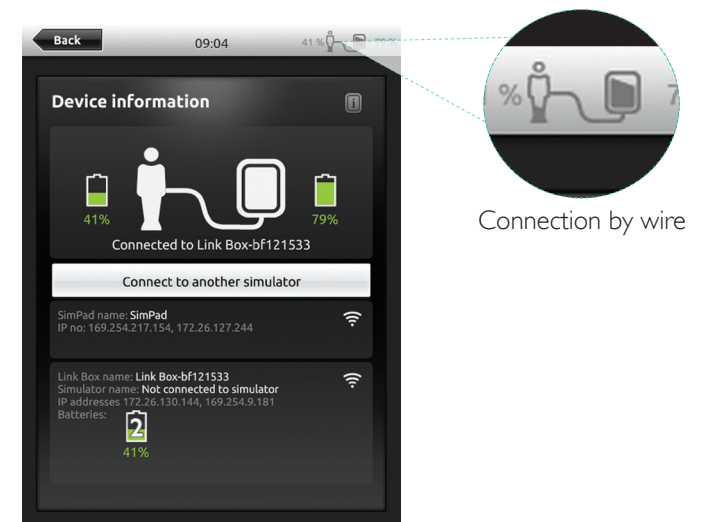 Back
09:04
41 %
79 %
% 7
Device information
41%
79%
Connected to Link Box-bf121533
Connection by wire
Connect to another simulator
SimPad name: SimPad
IP no: 169.254.217.154, 172.26.127.244
Link Box name: Link Box-bf121533
Simulator name: Not connected to simulator
IP addresses 172.26.130.144, 169.254.9.181
Batteries:
2
41%